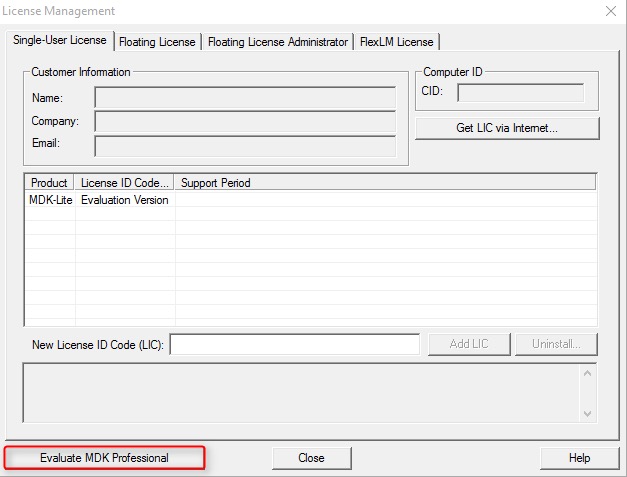 License Management
Single-User License Floating License Floating License Administrator FlexLM License
Customer Information
Name:
Company:
Email:
Computer ID
CID:
Get LIC via Internet...
Product License ID Code... Support Period
MDK-Lite Evaluation Version
New License ID Code (LIC): Add LIC Uninstall...
Evaluate MDK Professional Close Help